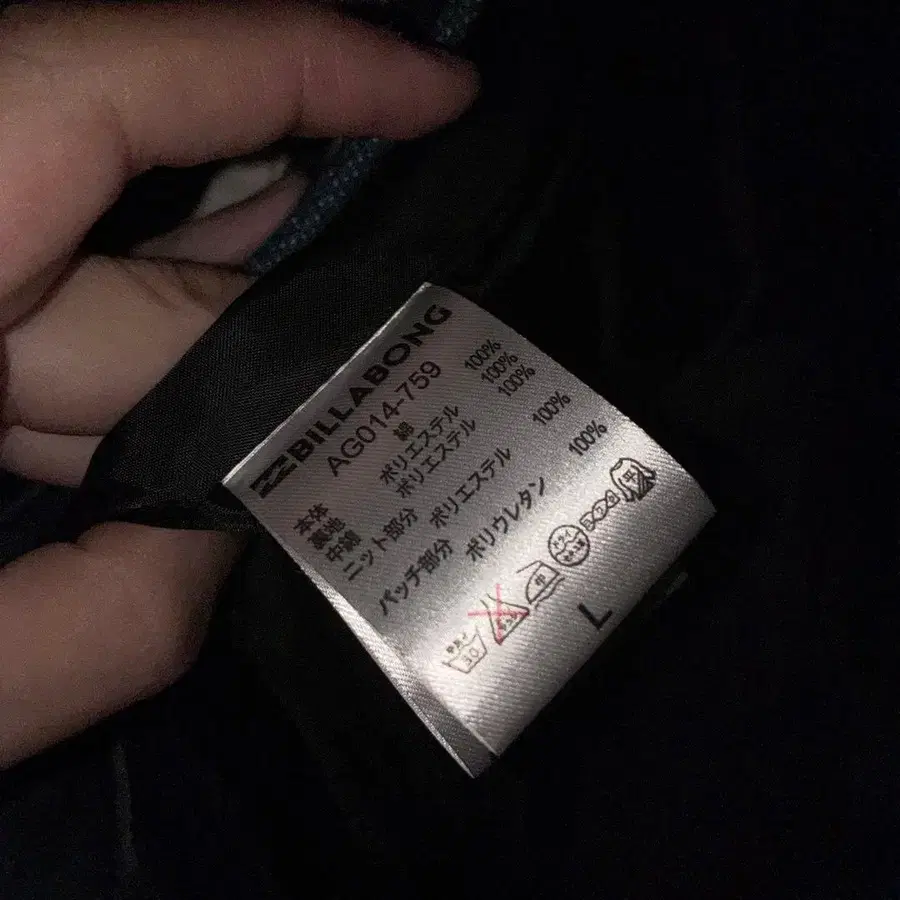 BILLABONG
AG014-759
本体 綿 100%
裏地 ポリエステル 100%
中綿 ポリエステル 100%
ニット部分 ポリエステル 100%
パッチ部分 ポリウレタン 100%
30 中
L